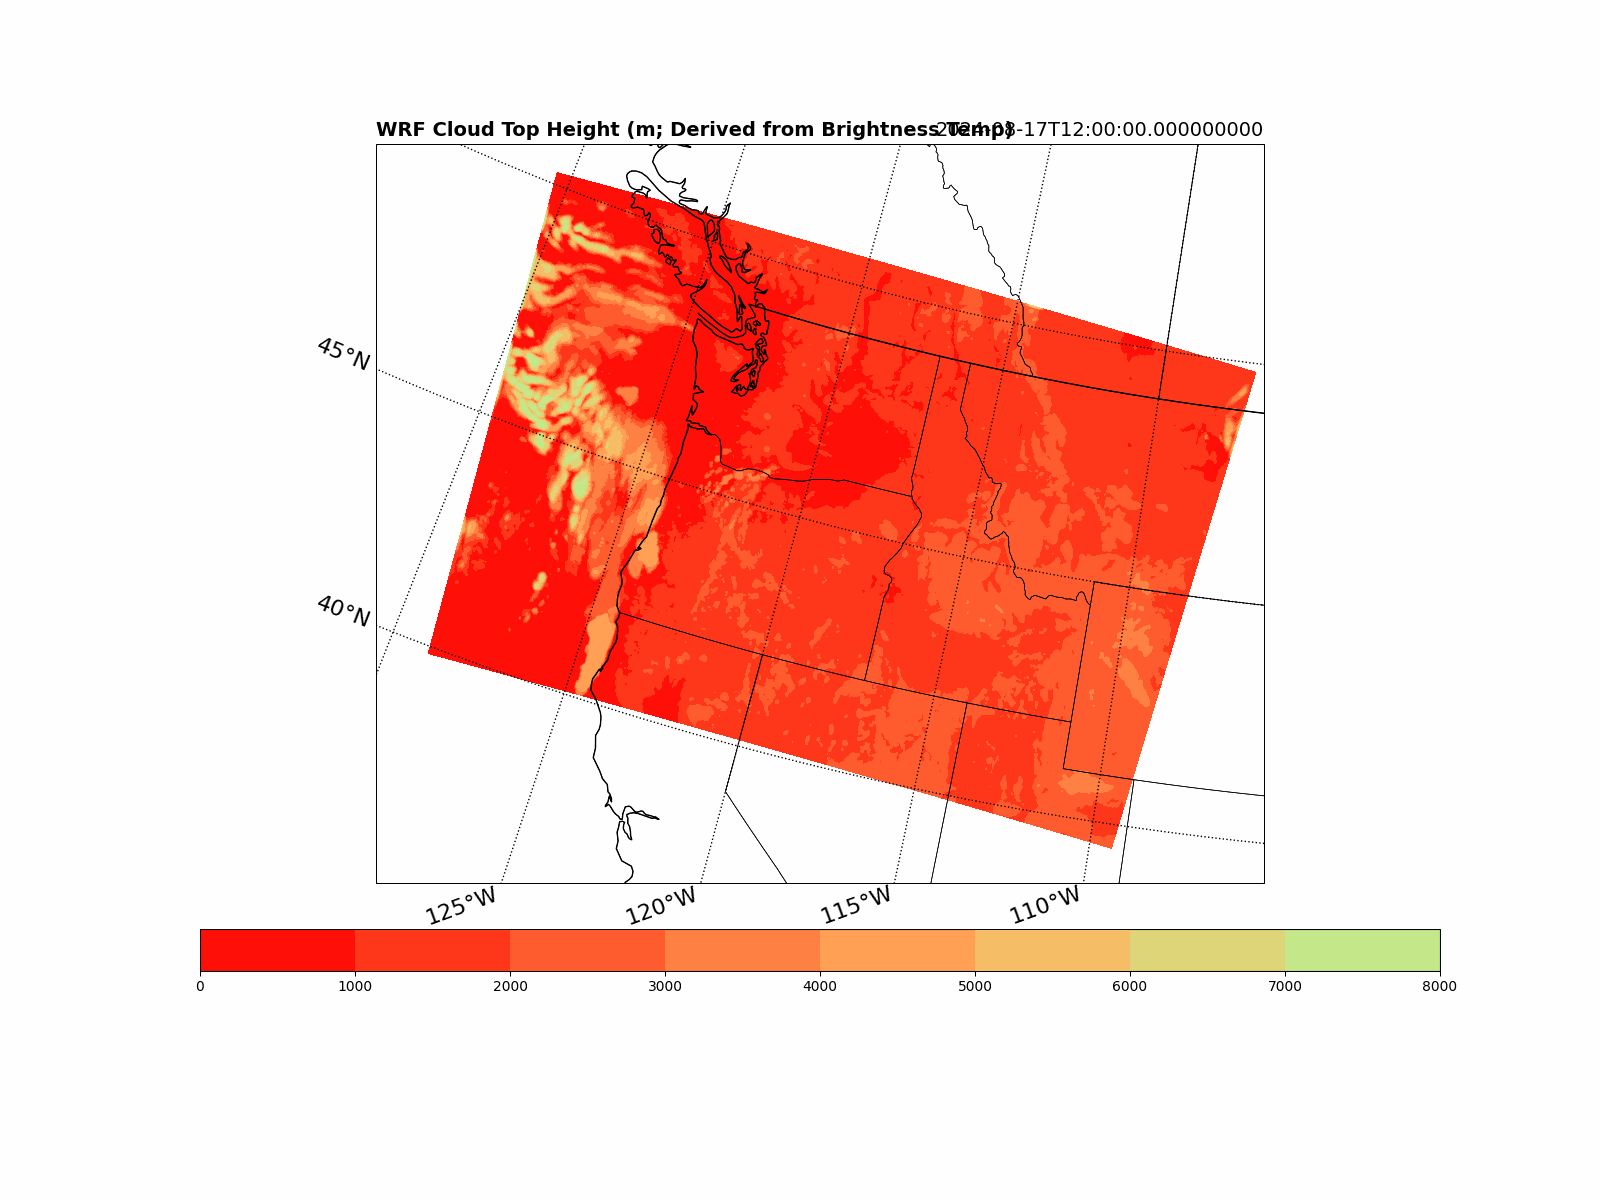 WRF Cloud Top Height (m; Derived from Brightness Temp) 2024-08-17T12:00:00.000000000
45°N
40°N
125°W 120°W 115°W 110°W
0 1000 2000 3000 4000 5000 6000 7000 8000